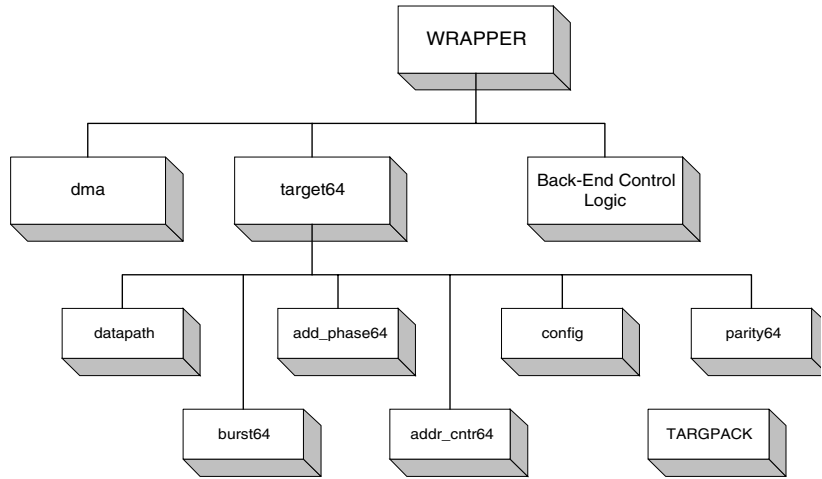 WRAPPER
dma
target64
Back-End Control
Logic
datapath
add_phase64
config
parity64
burst64
addr_cntr64
TARGPACK